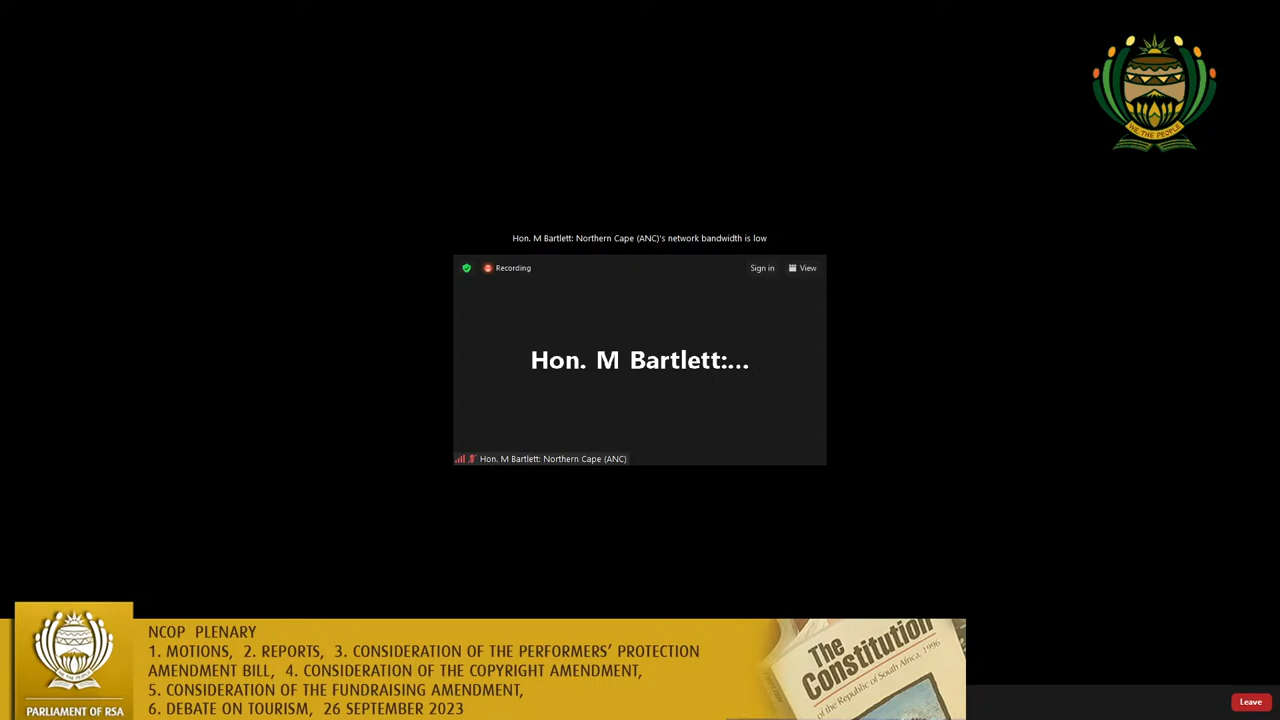 WE, THE PEOPLE
Hon. M Bartlett: Northern Cape (ANC)'s network bandwidth is low
Recording
Sign in
View
Hon. M Bartlett:...
Hon. M Bartlett: Northern Cape (ANC)
NCOP PLENARY
1. MOTIONS, 2. REPORTS, 3. CONSIDERATION OF THE PERFORMERS' PROTECTION
AMENDMENT BILL, 4. CONSIDERATION OF THE COPYRIGHT AMENDMENT,
5. CONSIDERATION OF THE FUNDRAISING AMENDMENT,
6. DEBATE ON TOURISM, 26 SEPTEMBER 2023
PARLIAMENT OF RSA
The
Constitution
of the Republic of South Africa, 1996
Leave